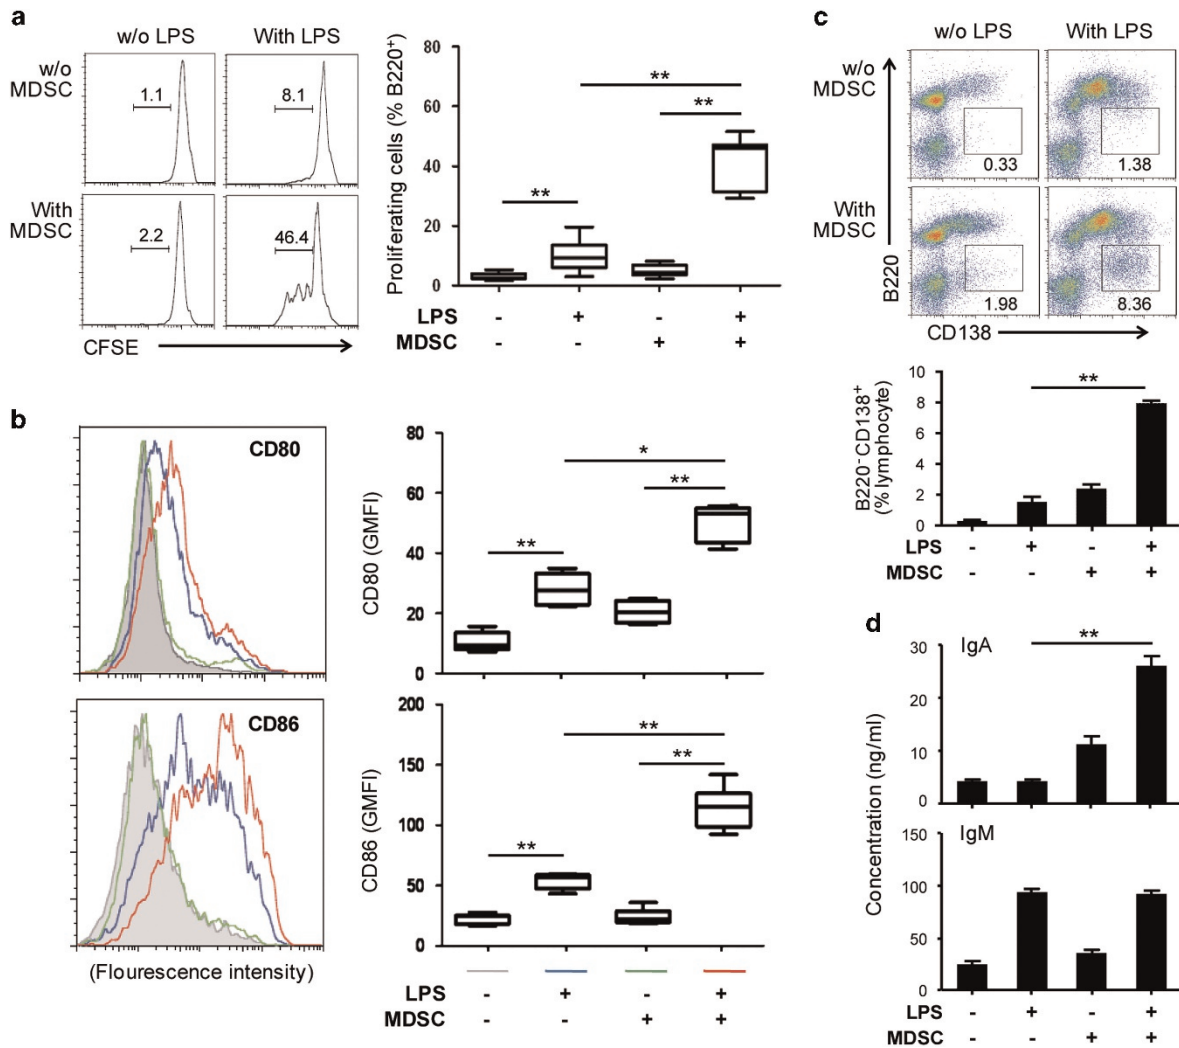 a
w/o LPS
With LPS
w/o
MDSC
1.1
8.1
With
MDSC
2.2
46.4
CFSE
Proliferating cells (% B220⁺)
80
60
40
20
0
**
**
**
LPS - + - +
MDSC - - + +
b
CD80
CD86
(Flourescence intensity)
CD80 (GMFI)
80
60
40
20
0
*
**
**
CD86 (GMFI)
200
150
100
50
0
**
**
**
LPS - + - +
MDSC - - + +
c
w/o LPS
With LPS
w/o
MDSC
0.33
1.38
With
MDSC
1.98
8.36
B220
CD138
B220⁻CD138⁺
(% lymphocyte)
10
8
6
4
2
0
**
LPS - + - +
MDSC - - + +
d
IgA
**
30
20
10
0
Concentration (ng/ml)
IgM
150
100
50
0
LPS - + - +
MDSC - - + +